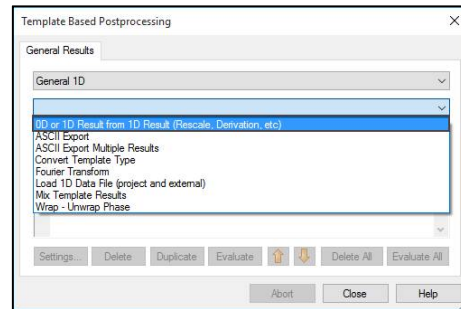 Template Based Postprocessing
General Results
General 1D
0D or 1D Result from 1D Result (Rescale, Derivation, etc)
ASCII Export
ASCII Export Multiple Results
Convert Template Type
Fourier Transform
Load 1D Data File (project and external)
Mix Template Results
Wrap - Unwrap Phase
Settings... Delete Duplicate Evaluate Delete All Evaluate All
Abort Close Help